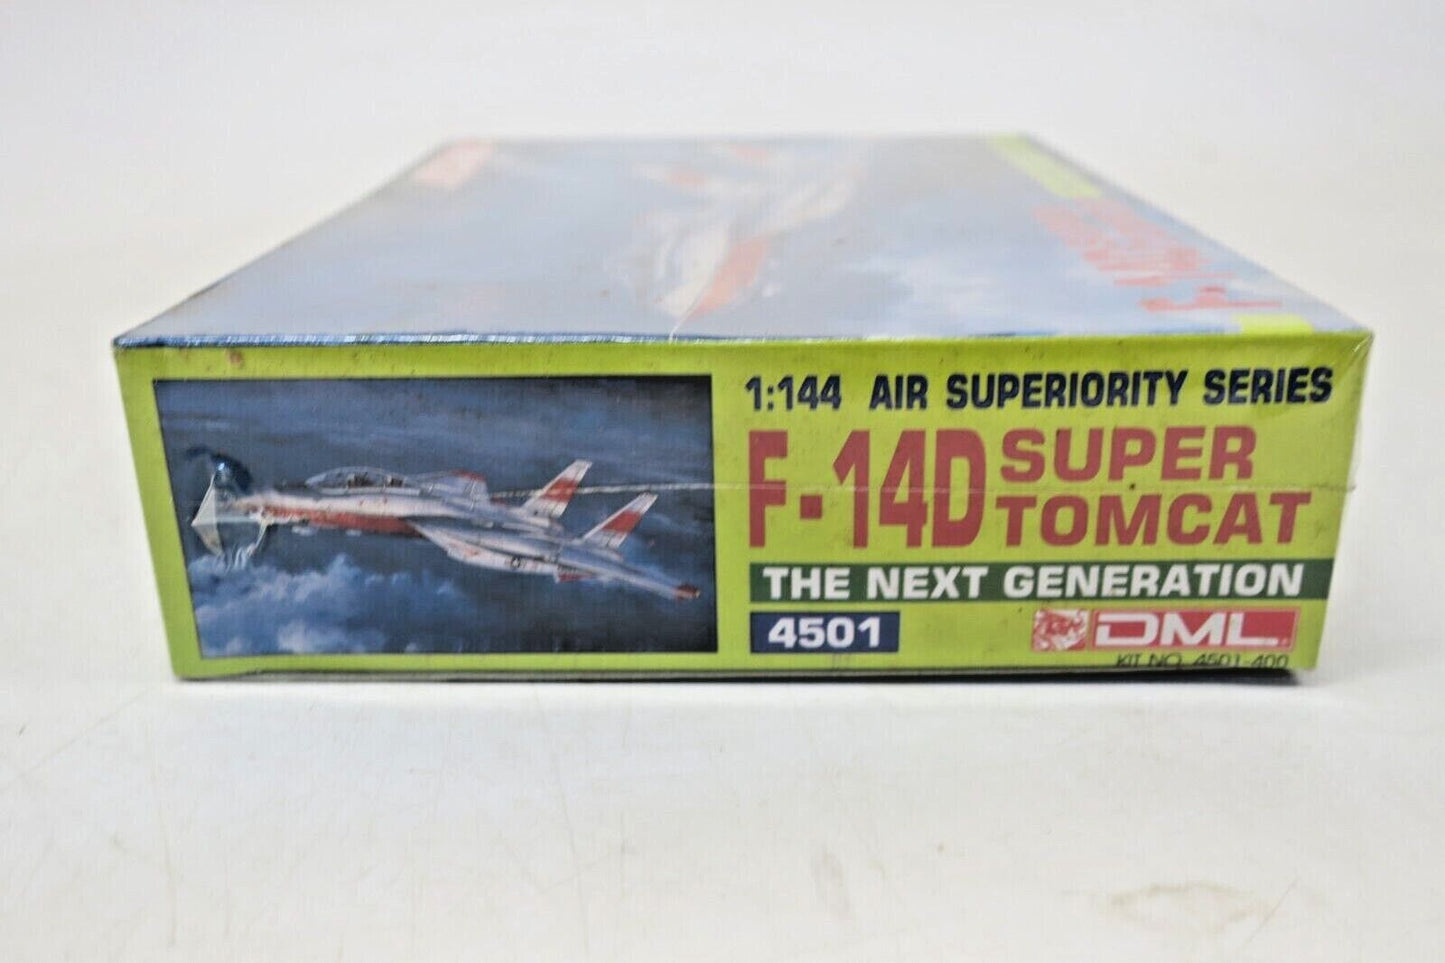 1:144 AIR SUPERIORITY SERIES
F-14D SUPER TOMCAT
THE NEXT GENERATION
4501 DML
KIT NO. 4501-400